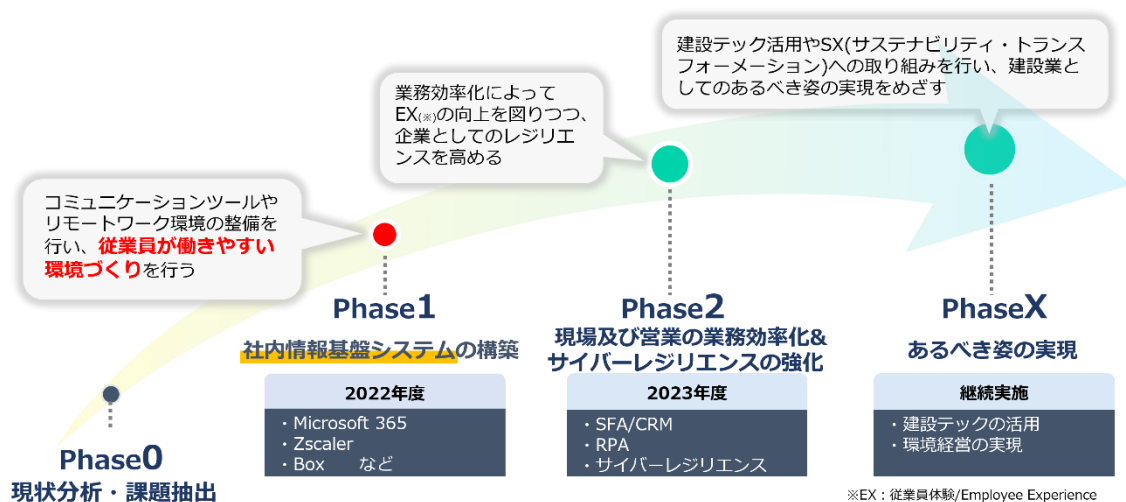 建設テック活用やSX(サステナビリティ・トランス
フォーメーション)への取り組みを行い、建設業と
してのあるべき姿の実現をめざす
業務効率化によって
EX(※)の向上を図りつつ、
企業としてのレジリエ
ンスを高める
コミュニケーションツールや
リモートワーク環境の整備を
行い、従業員が働きやすい
環境づくりを行う
Phase0
現状分析・課題抽出
Phase1
社内情報基盤システムの構築
2022年度
・Microsoft 365
・Zscaler
・Box など
Phase2
現場及び営業の業務効率化&
サイバーレジリエンスの強化
2023年度
・SFA/CRM
・RPA
・サイバーレジリエンス
PhaseX
あるべき姿の実現
継続実施
・建設テックの活用
・環境経営の実現
※EX：従業員体験/Employee Experience